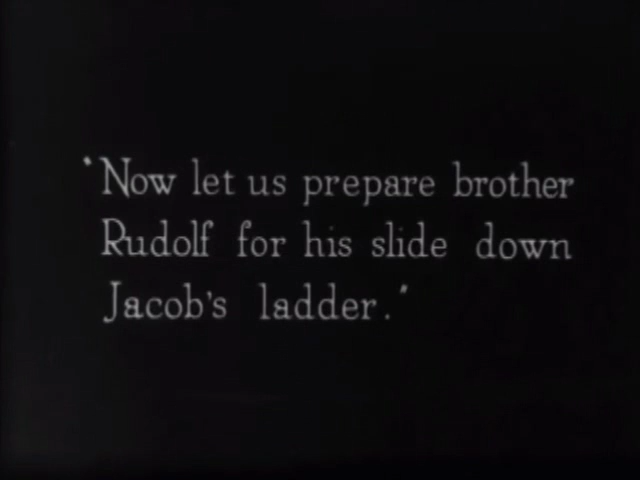 "Now let us prepare brother
Rudolf for his slide down
Jacob's ladder."